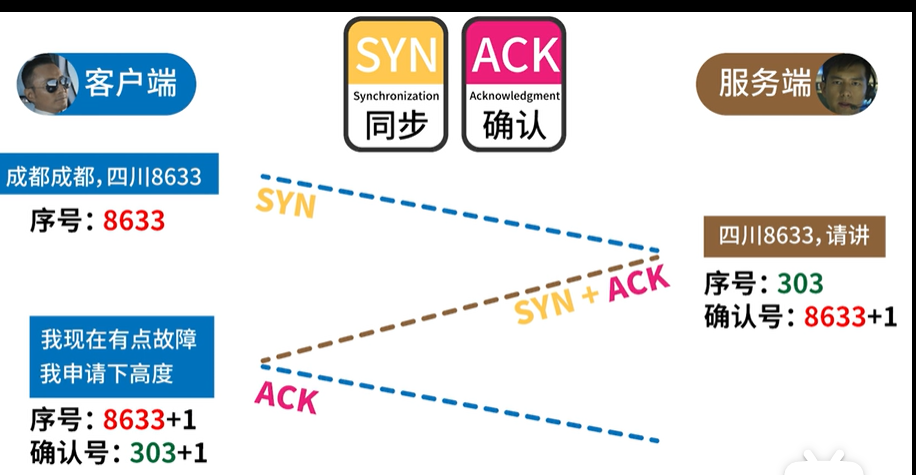 客户端
SYN
Synchronization
同步
ACK
Acknowledgment
确认
服务端
成都成都,四川8633
序号：8633
SYN
四川8633,请讲
序号：303
确认号：8633+1
SYN + ACK
我现在有点故障
我申请下高度
序号：8633+1
确认号：303+1
ACK